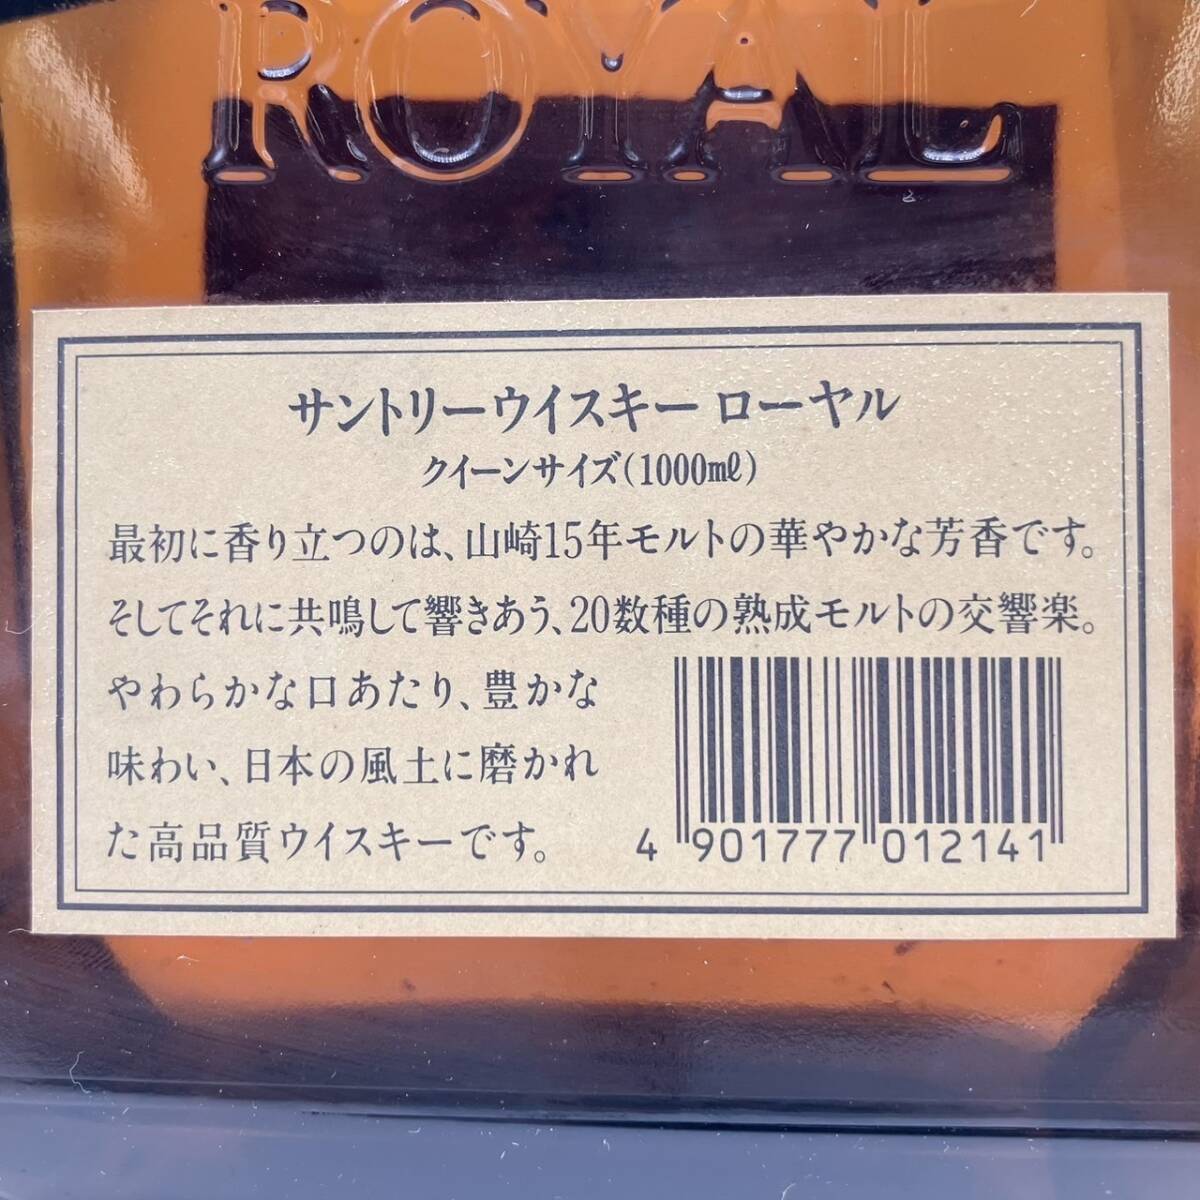 ROYAL
サントリーウイスキー ローヤル
クイーンサイズ(1000㎖)
最初に香り立つのは、山崎15年モルトの華やかな芳香です。
そしてそれに共鳴して響きあう、20数種の熟成モルトの交響楽。
やわらかな口あたり、豊かな
味わい、日本の風土に磨かれ
た高品質ウイスキーです。
4 901777 012141